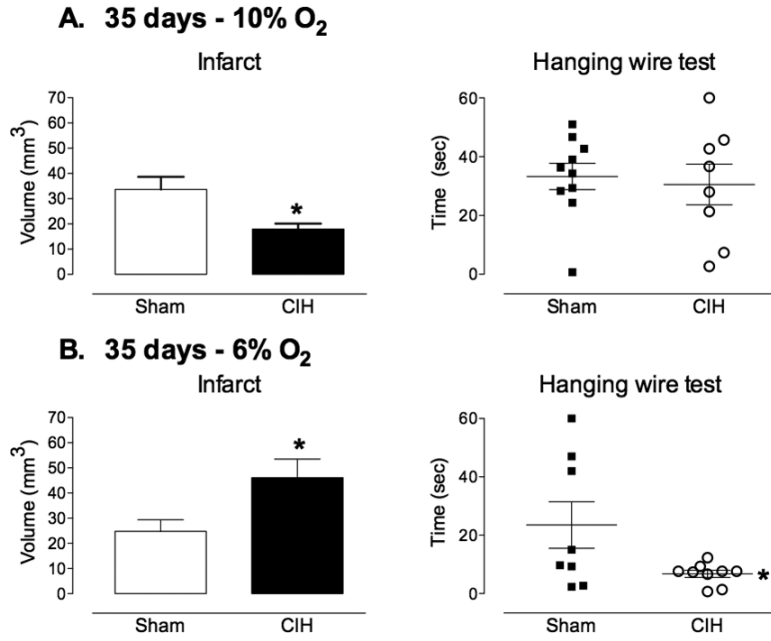 A. 35 days - 10% O2
Infarct
Hanging wire test
Volume (mm3)
70
60
50
40
30
20
10
0
*
Sham
CIH
Time (sec)
60
40
20
0
Sham
CIH
B. 35 days - 6% O2
Infarct
Hanging wire test
Volume (mm3)
70
60
50
40
30
20
10
0
*
Sham
CIH
Time (sec)
60
40
20
0
*
Sham
CIH